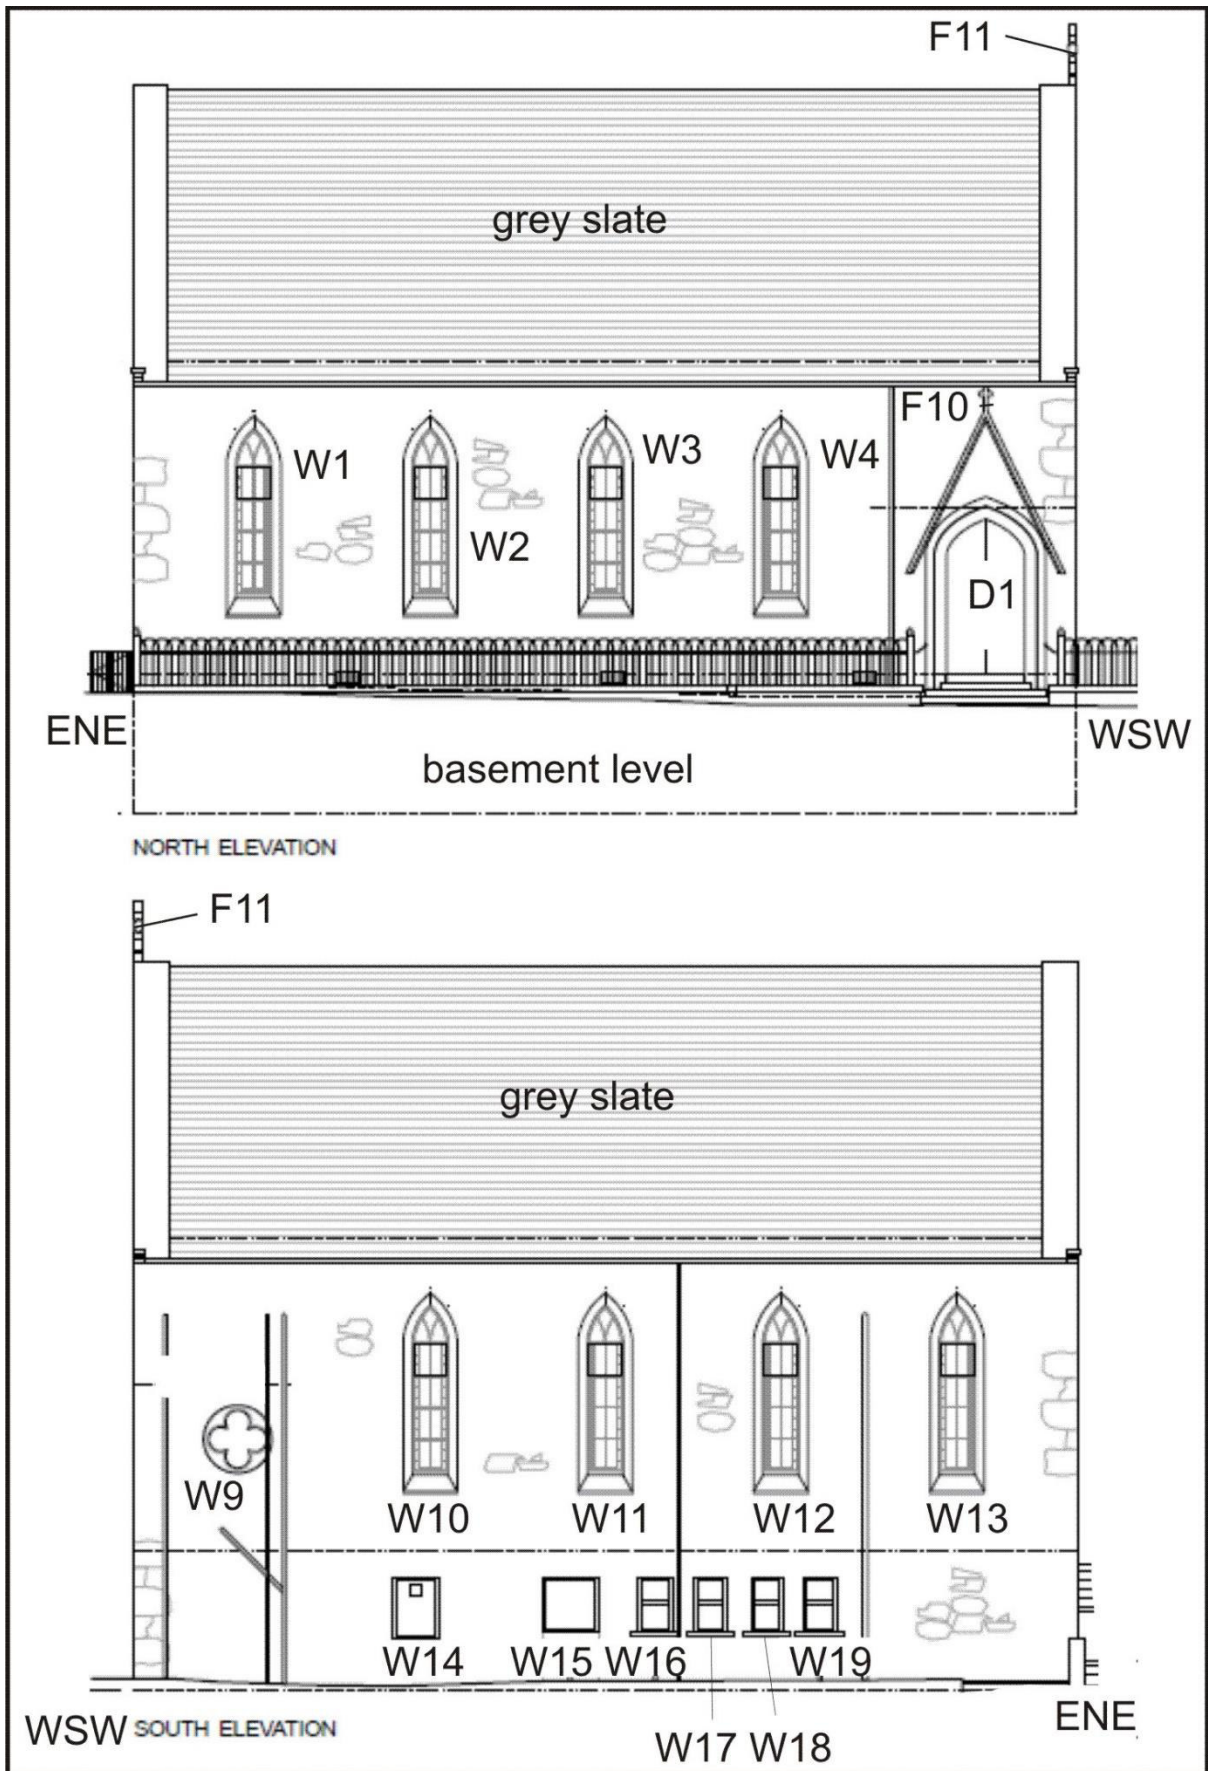 F11
grey slate
F10
W1
W2
W3
W4
D1
ENE
WSW
basement level
NORTH ELEVATION
F11
grey slate
W9
W10
W11
W12
W13
W14
W15
W16
W19
WSW
SOUTH ELEVATION
ENE
W17
W18